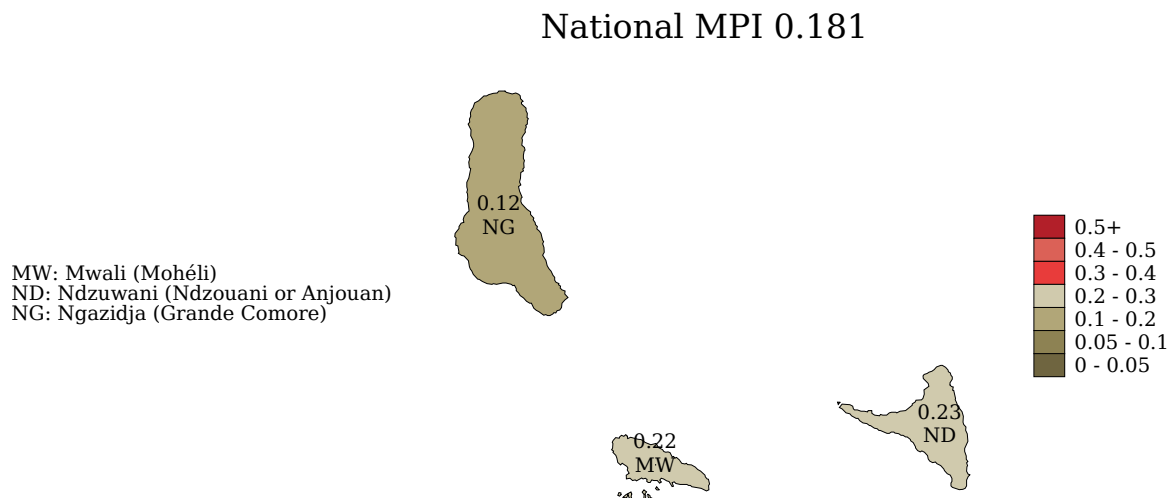 National MPI 0.181
0.12
NG
MW: Mwali (Mohéli)
ND: Ndzuwani (Ndzouani or Anjouan)
NG: Ngazidja (Grande Comore)
0.5+
0.4 - 0.5
0.3 - 0.4
0.2 - 0.3
0.1 - 0.2
0.05 - 0.1
0 - 0.05
0.22
MW
0.23
ND